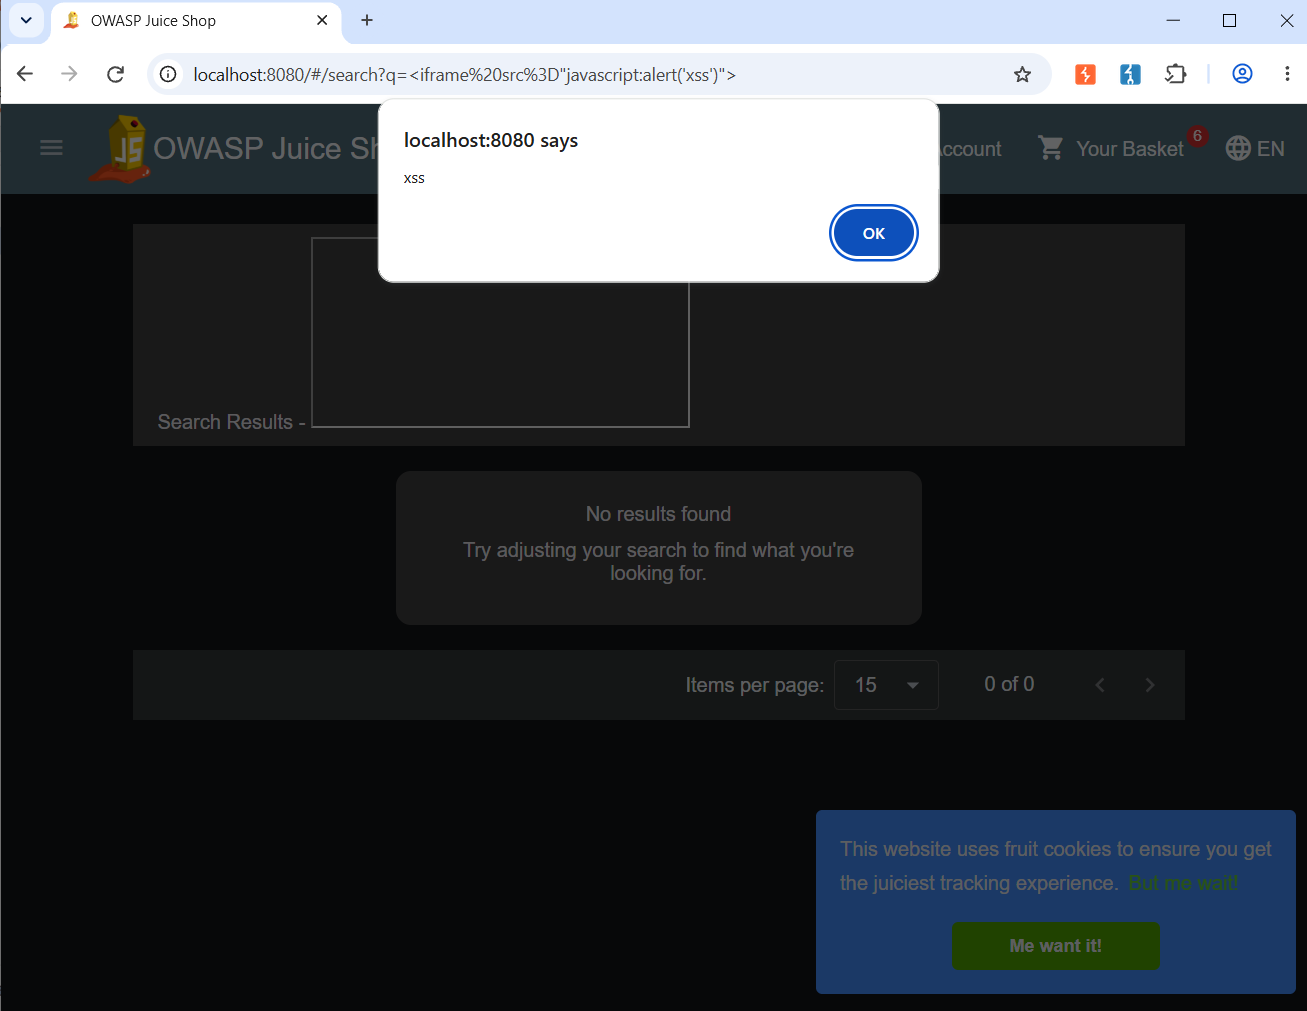 OWASP Juice Shop
localhost:8080/#/search?q=<iframe%20src%3D"javascript:alert('xss')">
localhost:8080 says
xss
OK
JS
OWASP Juice Sh
ccount
Your Basket
6
EN
Search Results -
No results found
Try adjusting your search to find what you're
looking for.
Items per page:
15
0 of 0
This website uses fruit cookies to ensure you get
the juiciest tracking experience. But me wait!
Me want it!